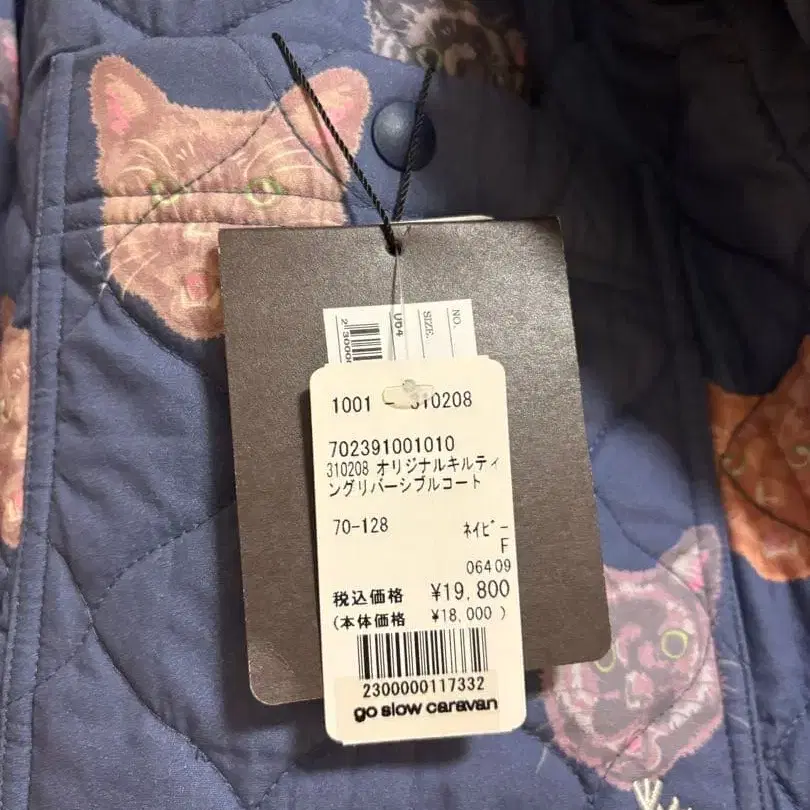 NO.
SIZE.
1001 - 310208
702391001010
310208 オリジナルキルティ
ングリバーシブルコート
70-128
ネイビー
F
06409
税込価格 ¥19,800
(本体価格 ¥18,000 )
2300000117332
go slow caravan